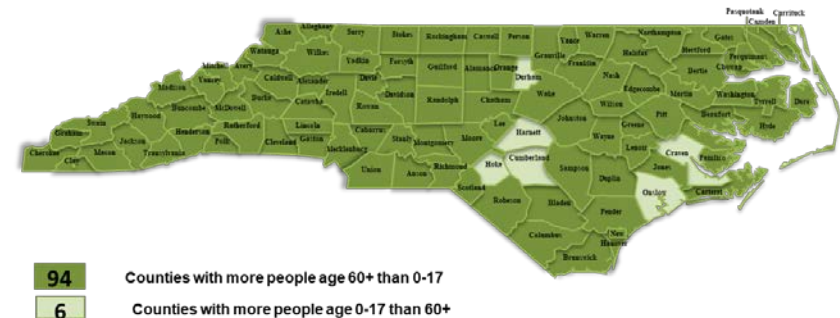 Pasquotank Currituck
Camden
Alleghany
Ashe Surry Stokes Rockingham Caswell Person Vance Warren Northampton Gates
Watauga Wilkes Yadkin Forsyth Guilford Alamance Orange Durham Granville Franklin Halifax Hertford Perquimans
Mitchell Avery Caldwell Alexander Davie Nash Bertie Chowan
Madison Yancey Iredell Davidson Edgecombe Martin Washington Tyrrell Dare
Buncombe McDowell Burke Catawba Rowan Randolph Chatham Wake Wilson
Swain Haywood Rutherford Lincoln Cabarrus Lee Johnston Greene Pitt Beaufort Hyde
Graham Jackson Henderson Polk Cleveland Gaston Stanly Montgomery Moore Harnett Wayne
Cherokee Clay Macon Transylvania Mecklenburg Lenoir Craven Pamlico
Union Anson Richmond Hoke Cumberland Sampson Duplin Jones
Scotland Onslow Carteret
Robeson Bladen Pender
Columbus New
Hanover
Brunswick
94 Counties with more people age 60+ than 0-17
6 Counties with more people age 0-17 than 60+